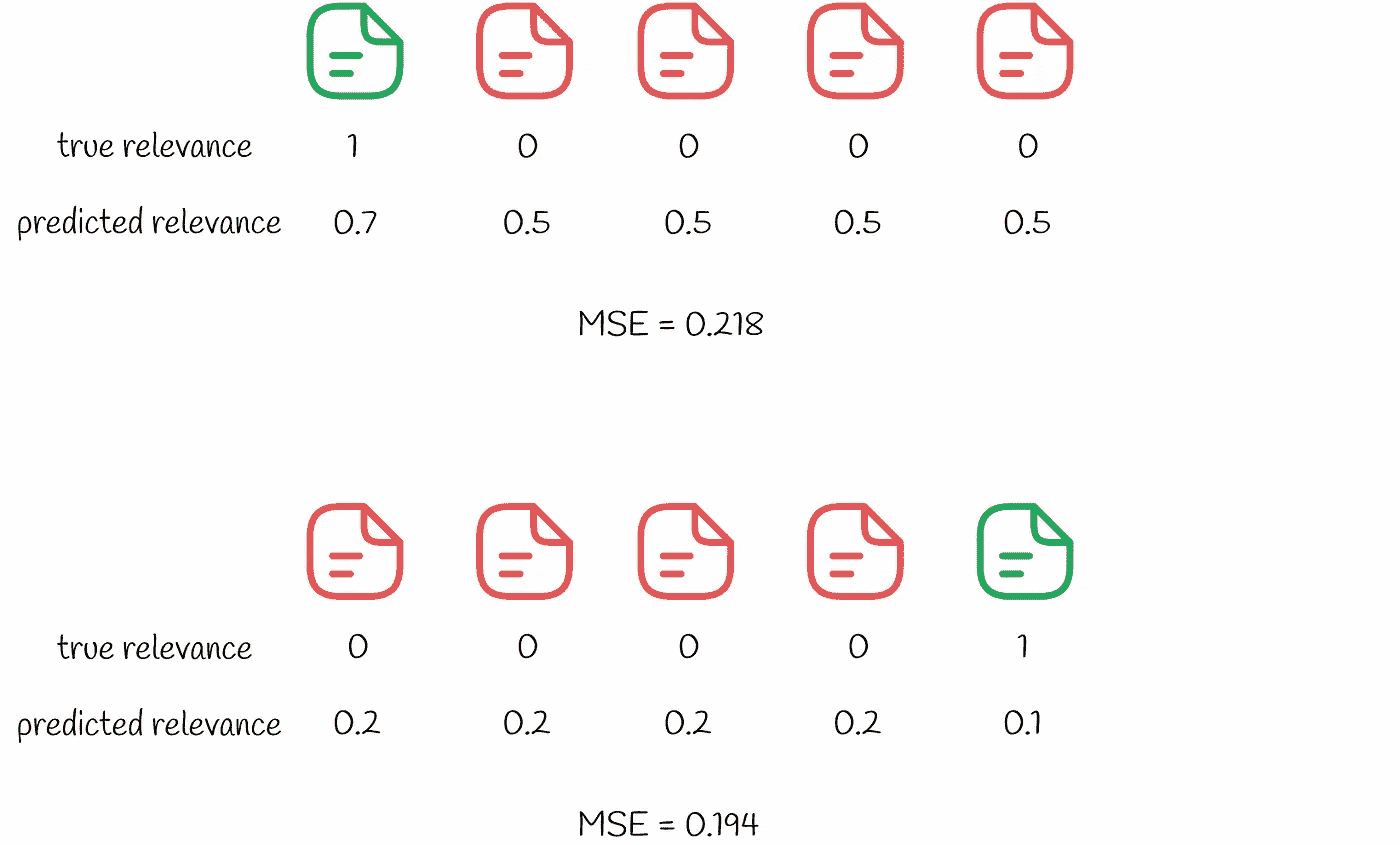 true relevance 1 0 0 0 0
predicted relevance 0.7 0.5 0.5 0.5 0.5
MSE = 0.218
true relevance 0 0 0 0 1
predicted relevance 0.2 0.2 0.2 0.2 0.1
MSE = 0.194